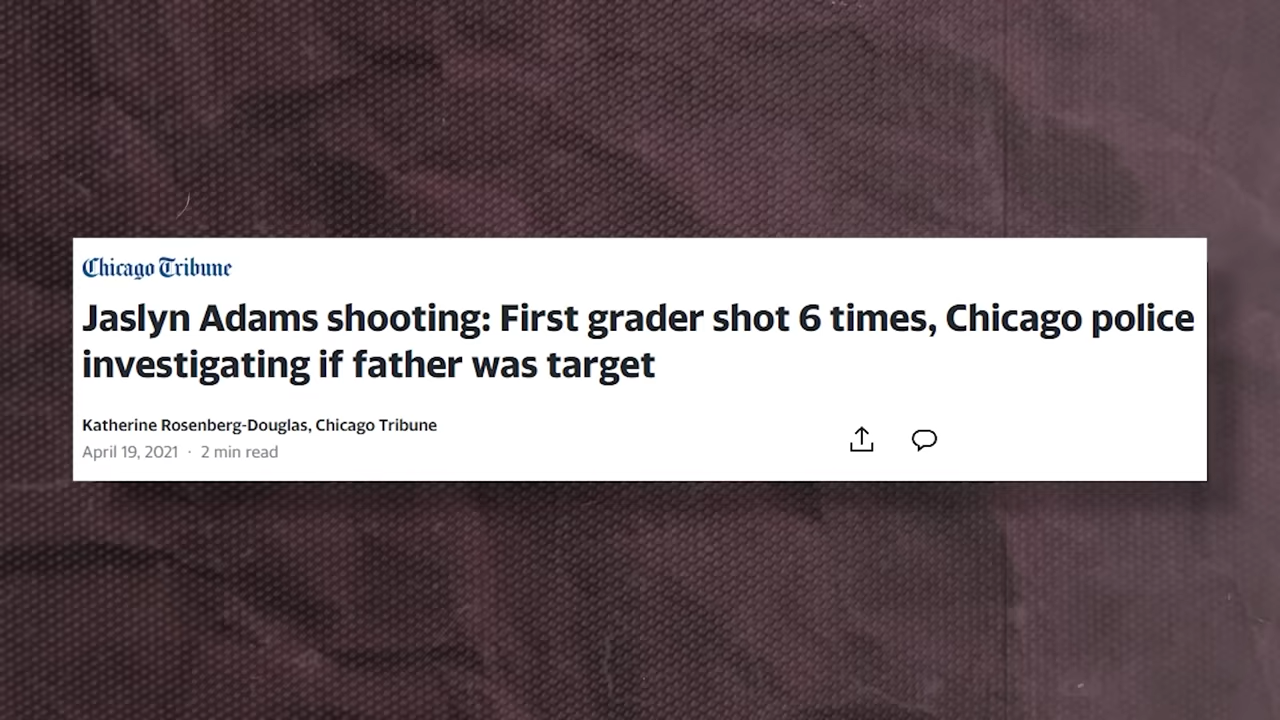 Chicago Tribune
Jaslyn Adams shooting: First grader shot 6 times, Chicago police
investigating if father was target
Katherine Rosenberg-Douglas, Chicago Tribune
April 19, 2021 · 2 min read